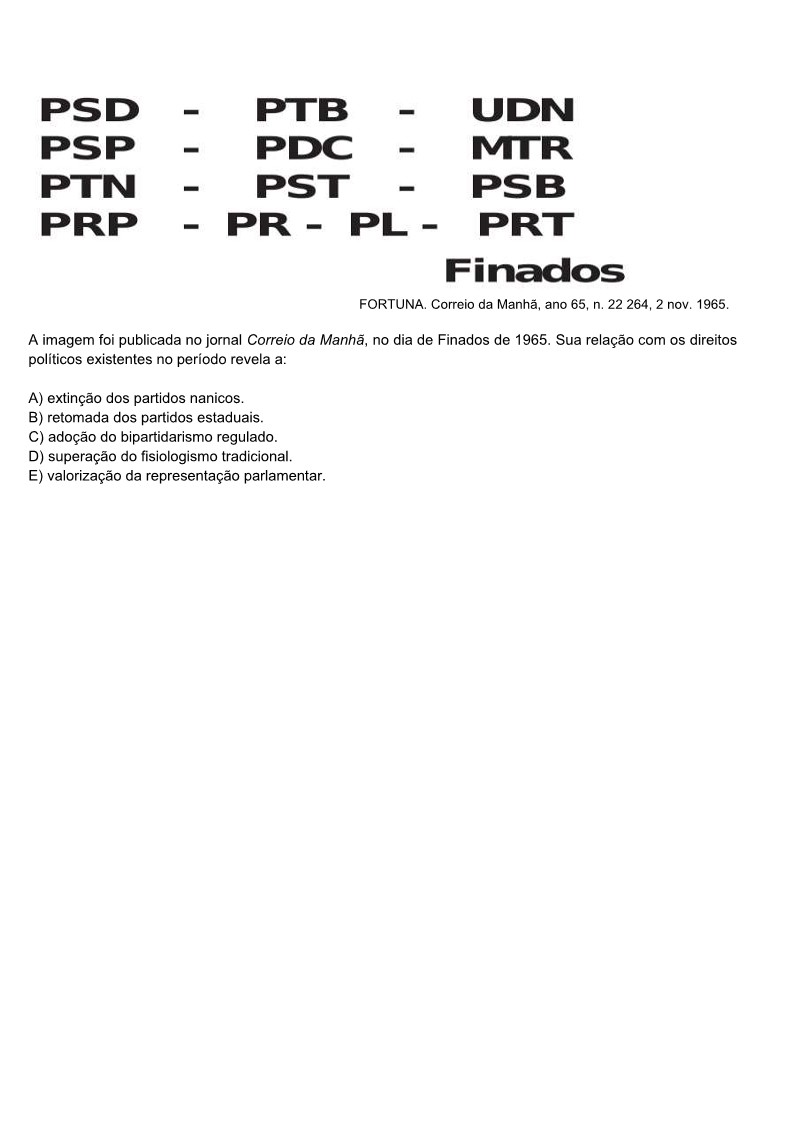 PSD - PTB - UDN
PSP - PDC - MTR
PTN - PST - PSB
PRP - PR - PL - PRT
Finados
FORTUNA. Correio da Manhã, ano 65, n. 22 264, 2 nov. 1965.
A imagem foi publicada no jornal Correio da Manhã, no dia de Finados de 1965. Sua relação com os direitos
políticos existentes no período revela a:
A) extinção dos partidos nanicos.
B) retomada dos partidos estaduais.
C) adoção do bipartidarismo regulado.
D) superação do fisiologismo tradicional.
E) valorização da representação parlamentar.